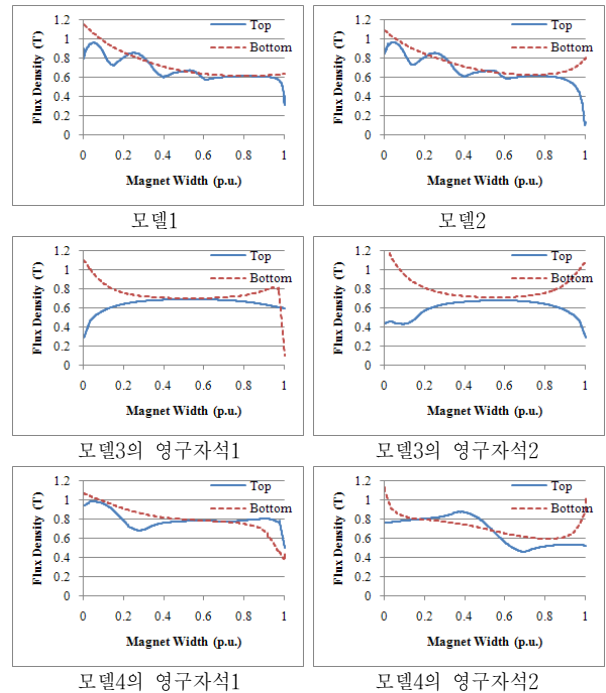 1.2
1
0.8
0.6
0.4
0.2
0
Flux Density (T)
Top
Bottom
0 0.2 0.4 0.6 0.8 1
Magnet Width (p.u.)
모델1
1.2
1
0.8
0.6
0.4
0.2
0
Flux Density (T)
Top
Bottom
0 0.2 0.4 0.6 0.8 1
Magnet Width (p.u.)
모델2
1.2
1
0.8
0.6
0.4
0.2
0
Flux Density (T)
Top
Bottom
0 0.2 0.4 0.6 0.8 1
Magnet Width (p.u.)
모델3의 영구자석1
1.2
1
0.8
0.6
0.4
0.2
0
Flux Density (T)
Top
Bottom
0 0.2 0.4 0.6 0.8 1
Magnet Width (p.u.)
모델3의 영구자석2
1.2
1
0.8
0.6
0.4
0.2
0
Flux Density (T)
Top
Bottom
0 0.2 0.4 0.6 0.8 1
Magnet Width (p.u.)
모델4의 영구자석1
1.2
1
0.8
0.6
0.4
0.2
0
Flux Density (T)
Top
Bottom
0 0.2 0.4 0.6 0.8 1
Magnet Width (p.u.)
모델4의 영구자석2